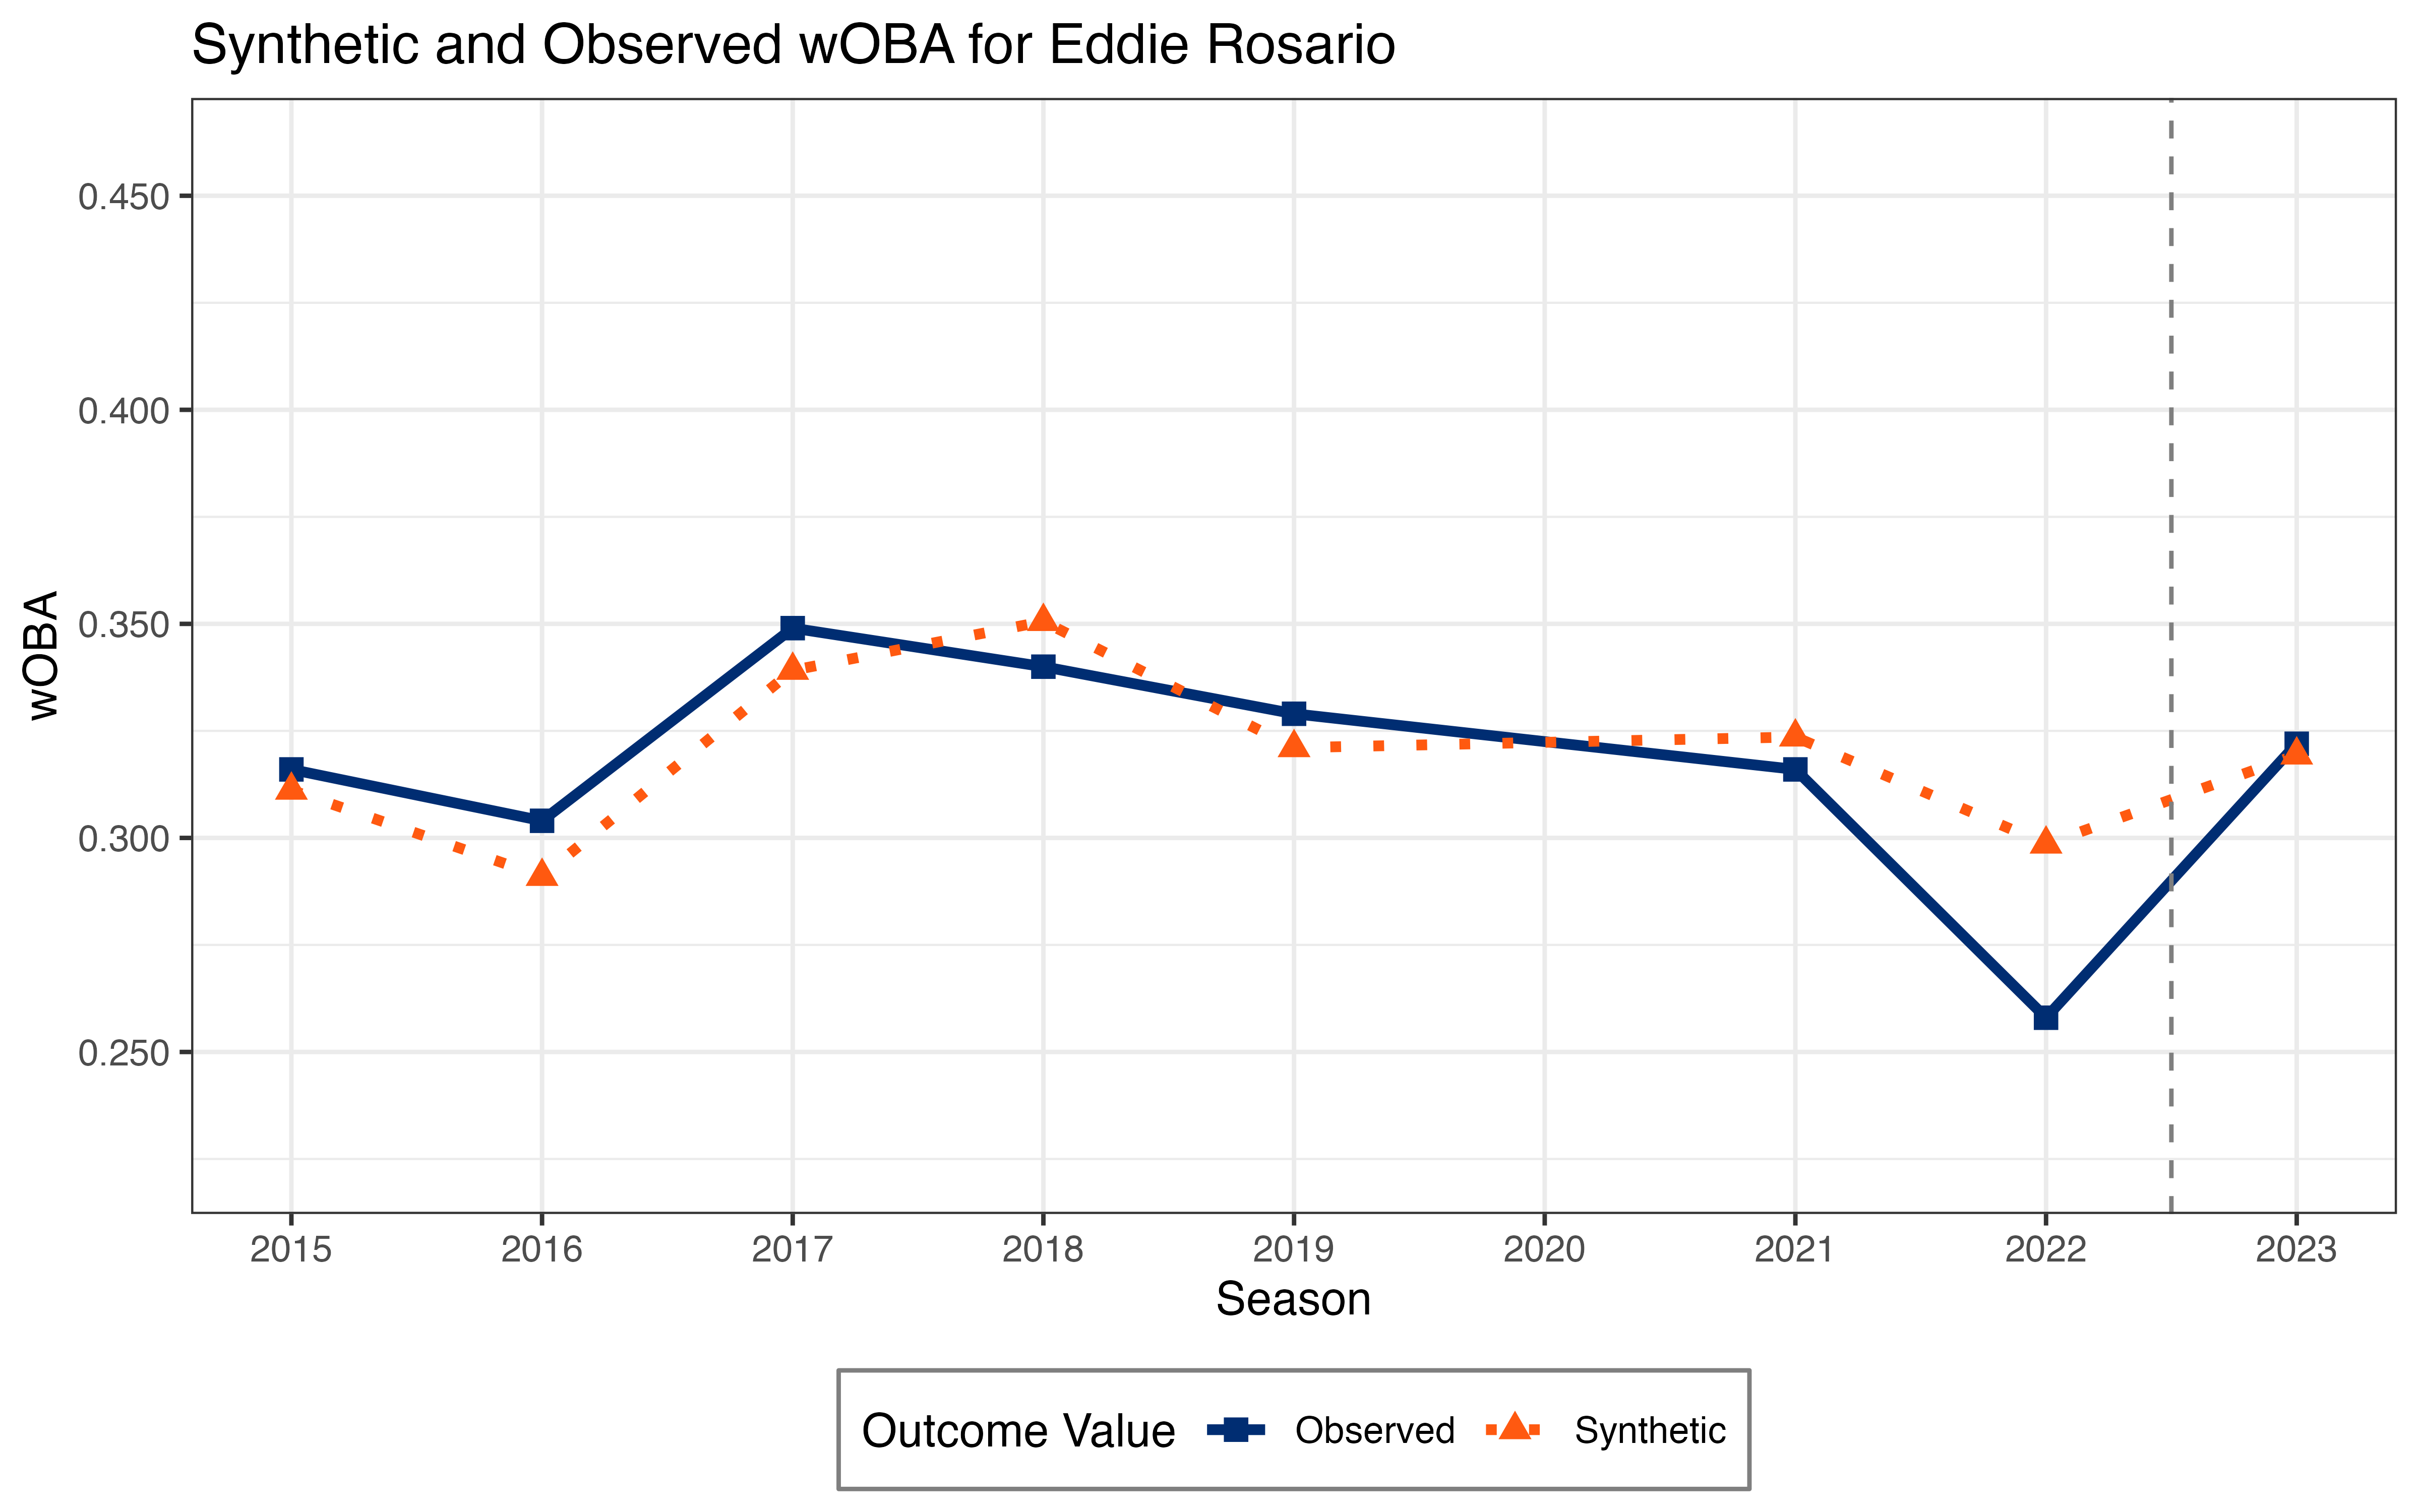 Synthetic and Observed wOBA for Eddie Rosario
wOBA
0.450
0.400
0.350
0.300
0.250
2015 2016 2017 2018 2019 2020 2021 2022 2023
Season
Outcome Value Observed Synthetic